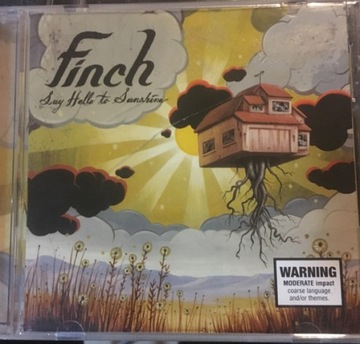 Finch
Say Hello to Sunshine
WARNING
MODERATE impact
coarse language
and/or themes.